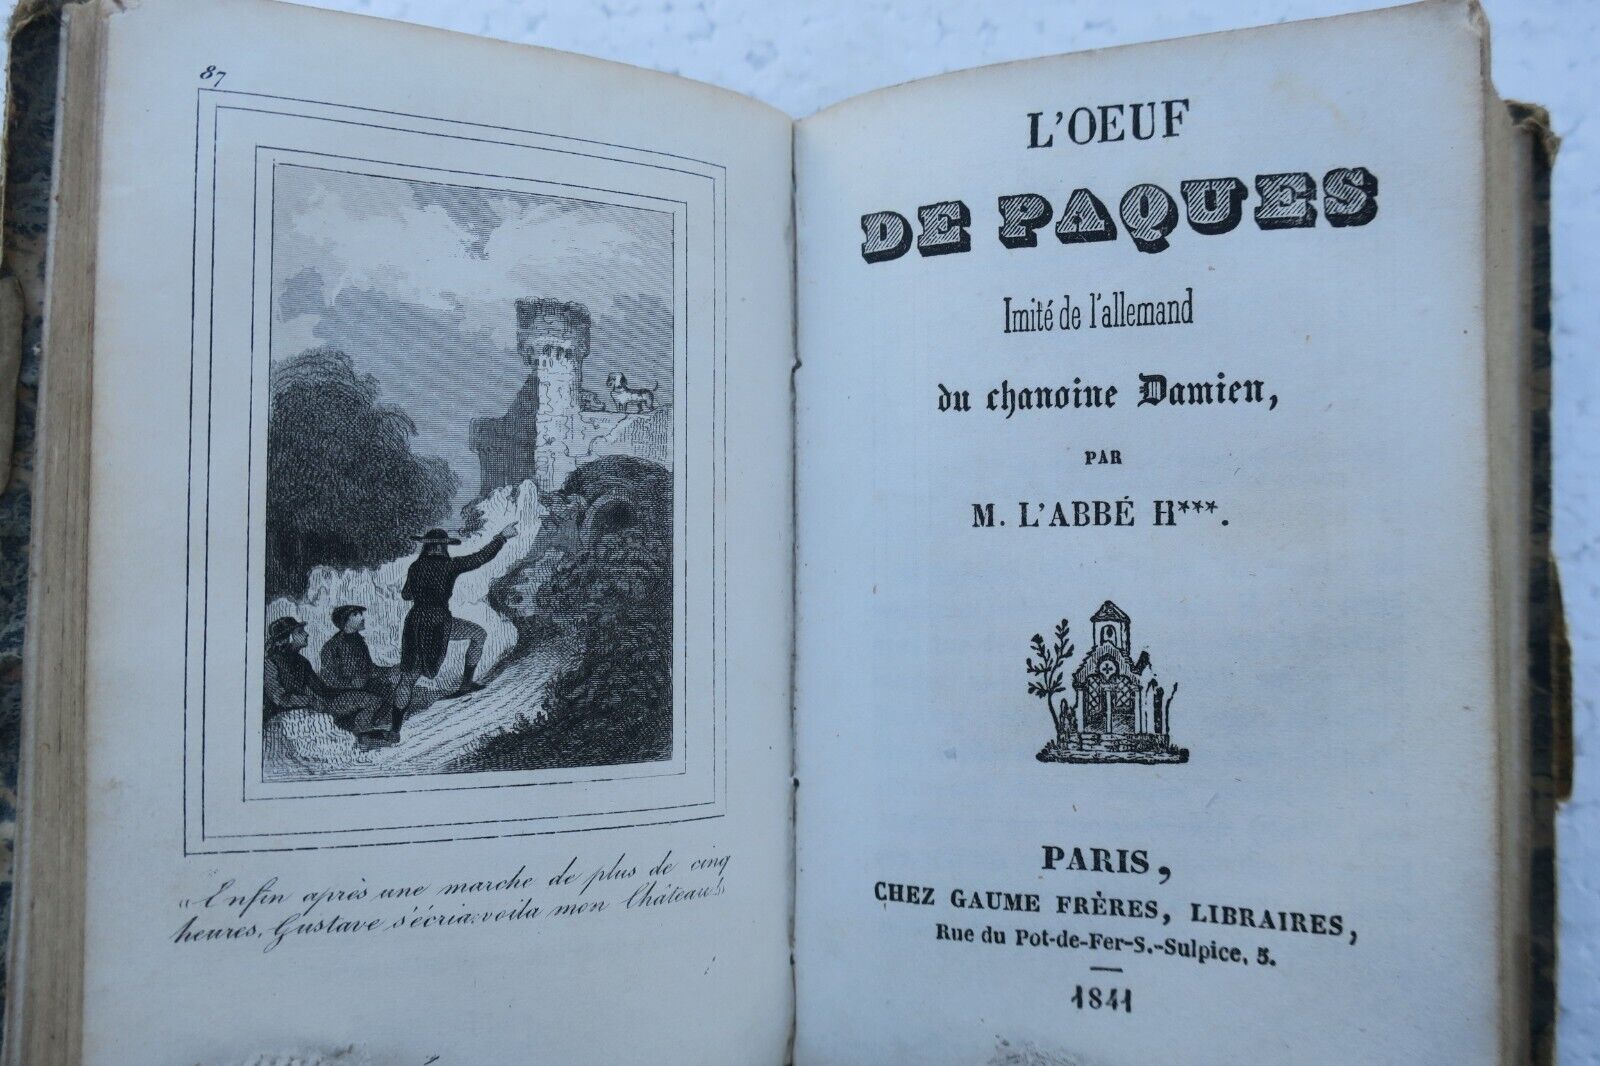 87
"Enfin après une marche de plus de cinq
heures, Gustave s'écria: voila mon Château!"
L'OEUF
DE PAQUES
Imité de l'allemand
du chanoine Damien,
PAR
M. L'ABBÉ H***.
PARIS,
CHEZ GAUME FRÈRES, LIBRAIRES,
Rue du Pot-de-Fer-S.-Sulpice, 5.
1841